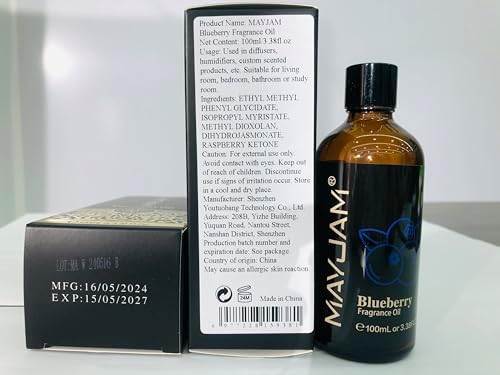 Product Name: MAYJAM
Blueberry Fragrance Oil
Net Content: 100ml/3.38fl.oz
Usage: Used in diffusers,
humidifiers, custom scented
products, etc. Suitable for living
room, bedroom, bathroom or study
room.
Ingredients: ETHYL METHYL
PHENYL GLYCIDATE,
ISOPROPYL MYRISTATE,
METHYL DIOXOLAN,
DIHYDROJASMONATE,
RASPBERRY KETONE
Caution: For external use only.
Avoid contact with eyes. Keep out
of reach of children. Discontinue
use if signs of irritation occur. Store
in a cool and dry place.
Manufacturer: Shenzhen
Youtuobang Technology Co., Ltd
Address: 208B, Yizhe Building,
Yuquan Road, Nantou Street,
Nanshan District, Shenzhen
Production batch number and
expiration date: See package.
Country of origin: China
May cause an allergic skin reaction.
24M
Made in China
LOT:MA W 240516 B
MFG:16/05/2024
EXP:15/05/2027
MAYJAM®
Blueberry
Fragrance Oil
℮100mL or 3.38fl